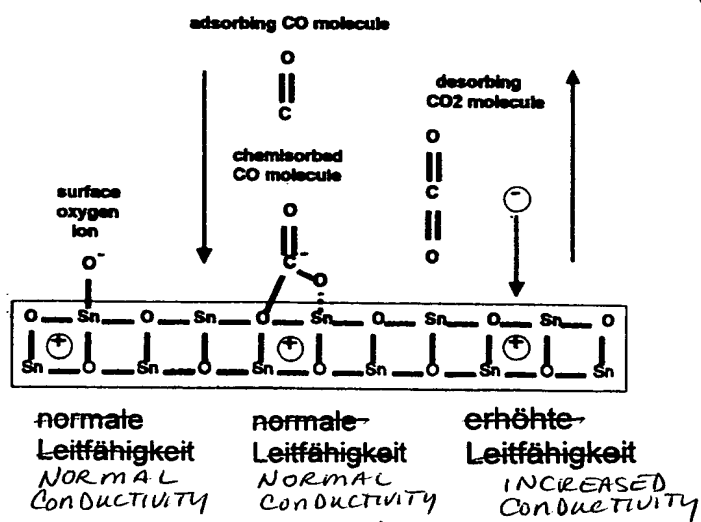 adsorbing CO molecule
O
C
desorbing
CO2 molecule
chemisorbed
CO molecule
surface
oxygen
ion
O
C
O
-
O
C-
O
O-
O Sn O Sn O Sn O Sn O Sn O
+ + +
Sn O Sn O Sn O Sn O Sn O Sn
normale
Leitfähigkeit
NORMAL
CONDUCTIVITY
normale
Leitfähigkeit
NORMAL
CONDUCTIVITY
erhöhte
Leitfähigkeit
INCREASED
CONDUCTIVITY